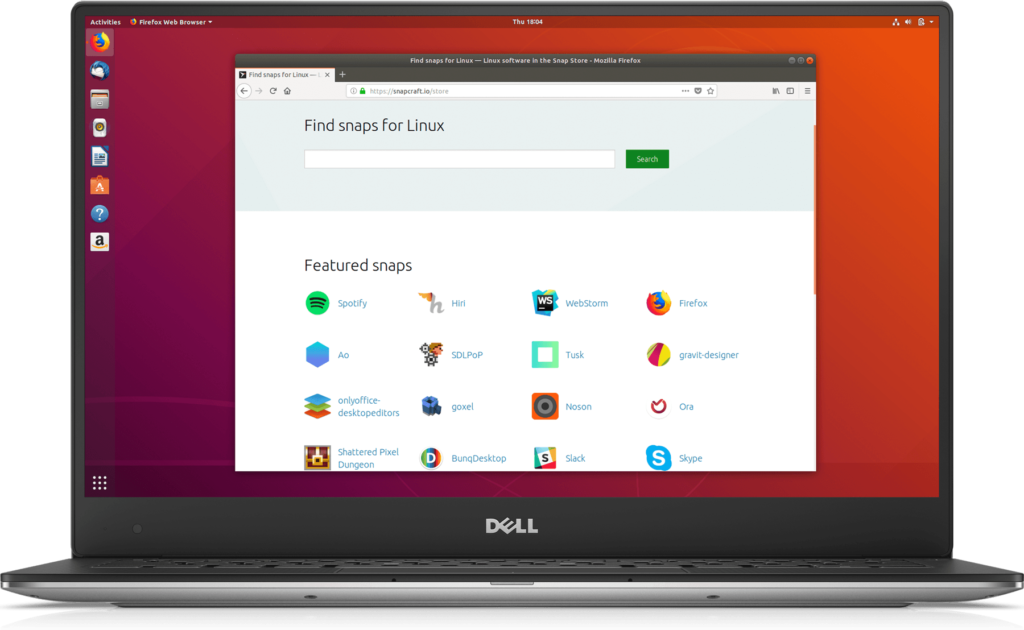 Activities
Firefox Web Browser
Thu 18:04
Find snaps for Linux — Linux software in the Snap Store - Mozilla Firefox
Find snaps for Linux — L
https://snapcraft.io/store
Find snaps for Linux
Search
Featured snaps
Spotify
Hiri
WS
WebStorm
Firefox
Ao
SDLPoP
Tusk
gravit-designer
onlyoffice-
desktopeditors
goxel
Noson
Ora
Shattered Pixel
Dungeon
D
BunqDesktop
S
Slack
S
Skype
A
?
a
DELL